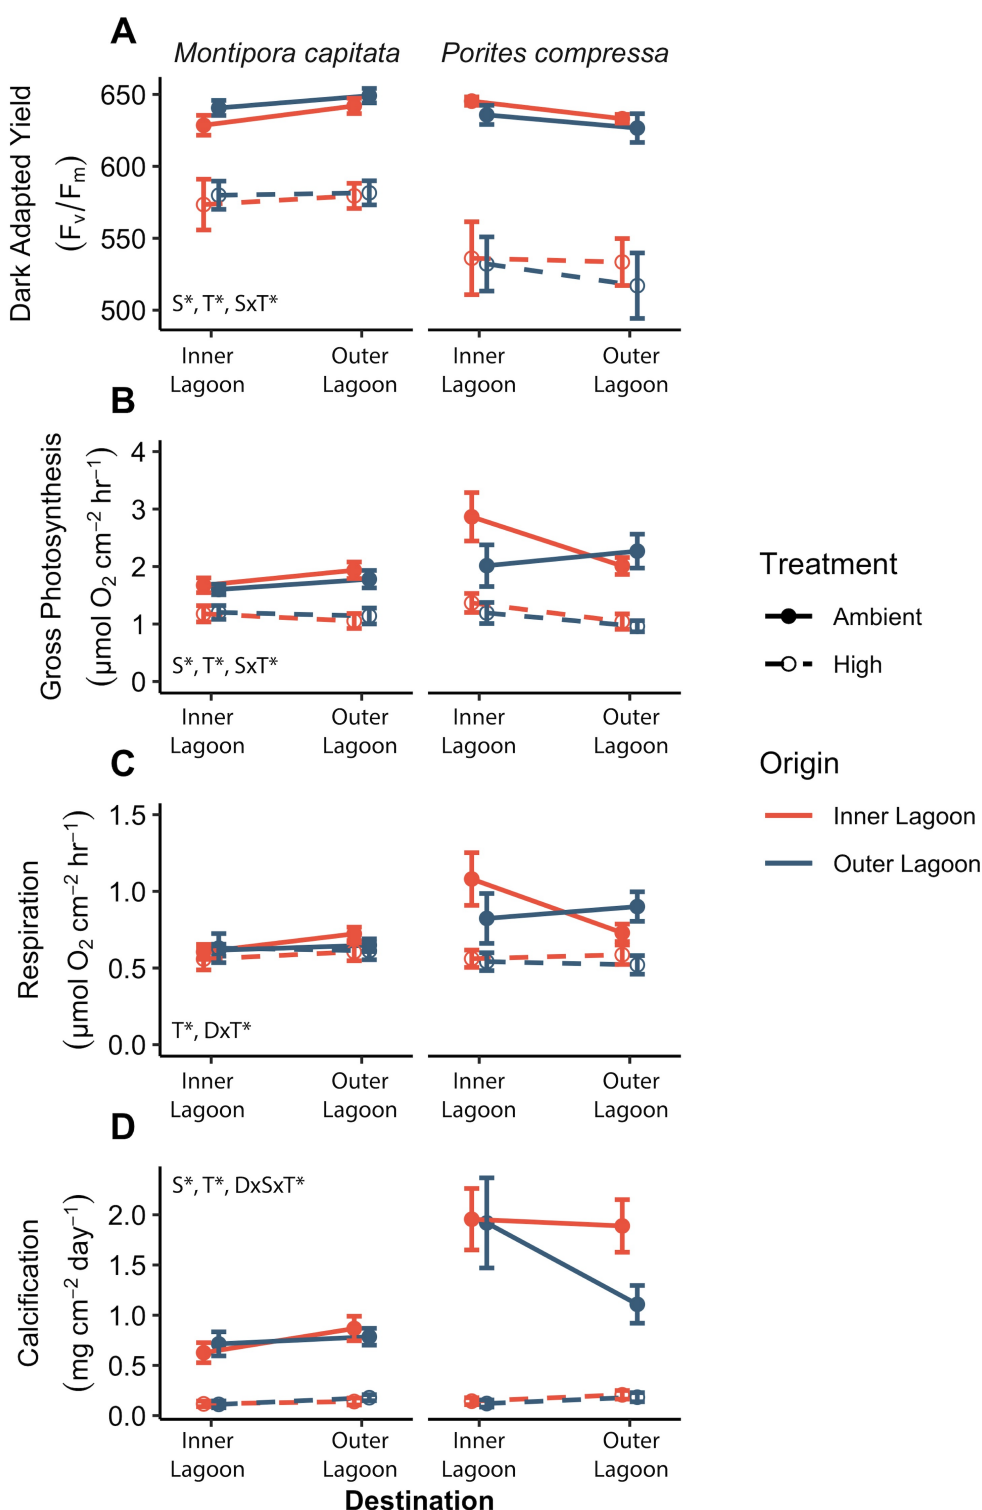 A
Montipora capitata Porites compressa
Dark Adapted Yield
(Fv/Fm)
650
600
550
500
S*, T*, SxT*
Inner Lagoon Outer Lagoon Inner Lagoon Outer Lagoon
B
Gross Photosynthesis
(μmol O2 cm−2 hr−1)
4
3
2
1
0
S*, T*, SxT*
Inner Lagoon Outer Lagoon Inner Lagoon Outer Lagoon
Treatment
Ambient
High
Origin
Inner Lagoon
Outer Lagoon
C
Respiration
(μmol O2 cm−2 hr−1)
1.5
1.0
0.5
0.0
T*, DxT*
Inner Lagoon Outer Lagoon Inner Lagoon Outer Lagoon
D
Calcification
(mg cm−2 day−1)
S*, T*, DxSxT*
2.0
1.5
1.0
0.5
0.0
Inner Lagoon Outer Lagoon Inner Lagoon Outer Lagoon
Destination